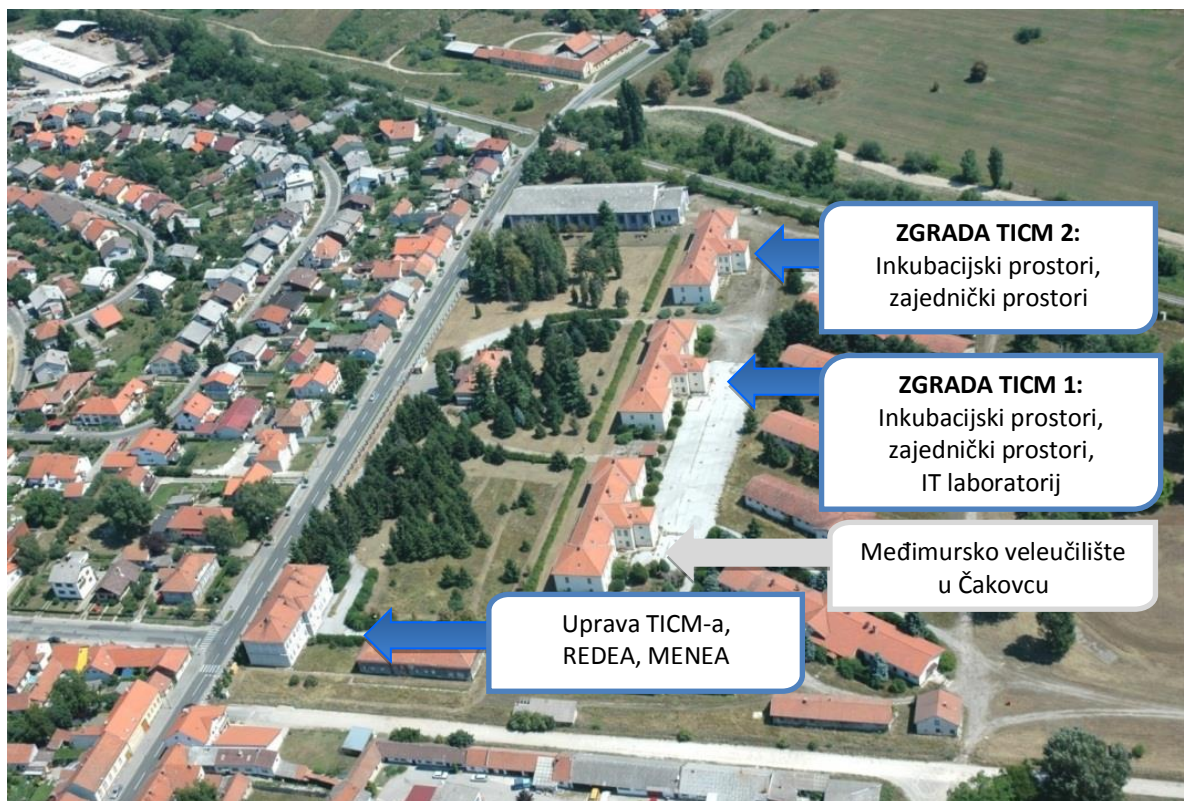 ZGRADA TICM 2:
Inkubacijski prostori,
zajednički prostori
ZGRADA TICM 1:
Inkubacijski prostori,
zajednički prostori,
IT laboratorij
Međimursko veleučilište
u Čakovcu
Uprava TICM-a,
REDEA, MENEA